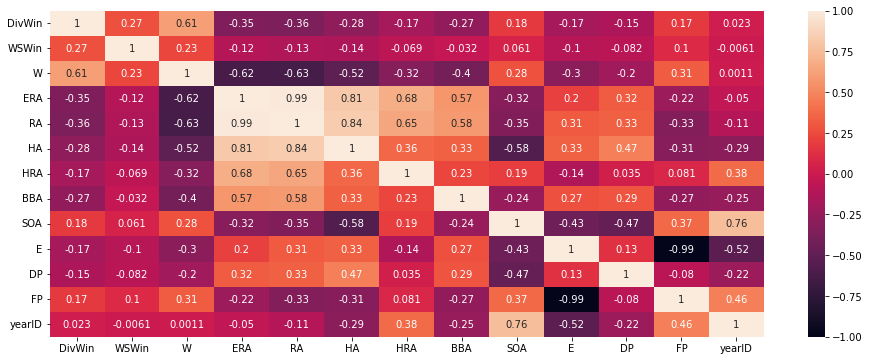 DivWin 1 0.27 0.61 -0.35 -0.36 -0.28 -0.17 -0.27 0.18 -0.17 -0.15 0.17 0.023
WSWin 0.27 1 0.23 -0.12 -0.13 -0.14 -0.069 -0.032 0.061 -0.1 -0.082 0.1 -0.0061
W 0.61 0.23 1 -0.62 -0.63 -0.52 -0.32 -0.4 0.28 -0.3 -0.2 0.31 0.0011
ERA -0.35 -0.12 -0.62 1 0.99 0.81 0.68 0.57 -0.32 0.2 0.32 -0.22 -0.05
RA -0.36 -0.13 -0.63 0.99 1 0.84 0.65 0.58 -0.35 0.31 0.33 -0.33 -0.11
HA -0.28 -0.14 -0.52 0.81 0.84 1 0.36 0.33 -0.58 0.33 0.47 -0.31 -0.29
HRA -0.17 -0.069 -0.32 0.68 0.65 0.36 1 0.23 0.19 -0.14 0.035 0.081 0.38
BBA -0.27 -0.032 -0.4 0.57 0.58 0.33 0.23 1 -0.24 0.27 0.29 -0.27 -0.25
SOA 0.18 0.061 0.28 -0.32 -0.35 -0.58 0.19 -0.24 1 -0.43 -0.47 0.37 0.76
E -0.17 -0.1 -0.3 0.2 0.31 0.33 -0.14 0.27 -0.43 1 0.13 -0.99 -0.52
DP -0.15 -0.082 -0.2 0.32 0.33 0.47 0.035 0.29 -0.47 0.13 1 -0.08 -0.22
FP 0.17 0.1 0.31 -0.22 -0.33 -0.31 0.081 -0.27 0.37 -0.99 -0.08 1 0.46
yearID 0.023 -0.0061 0.0011 -0.05 -0.11 -0.29 0.38 -0.25 0.76 -0.52 -0.22 0.46 1
DivWin WSWin W ERA RA HA HRA BBA SOA E DP FP yearID
1.00
0.75
0.50
0.25
0.00
−0.25
−0.50
−0.75
−1.00